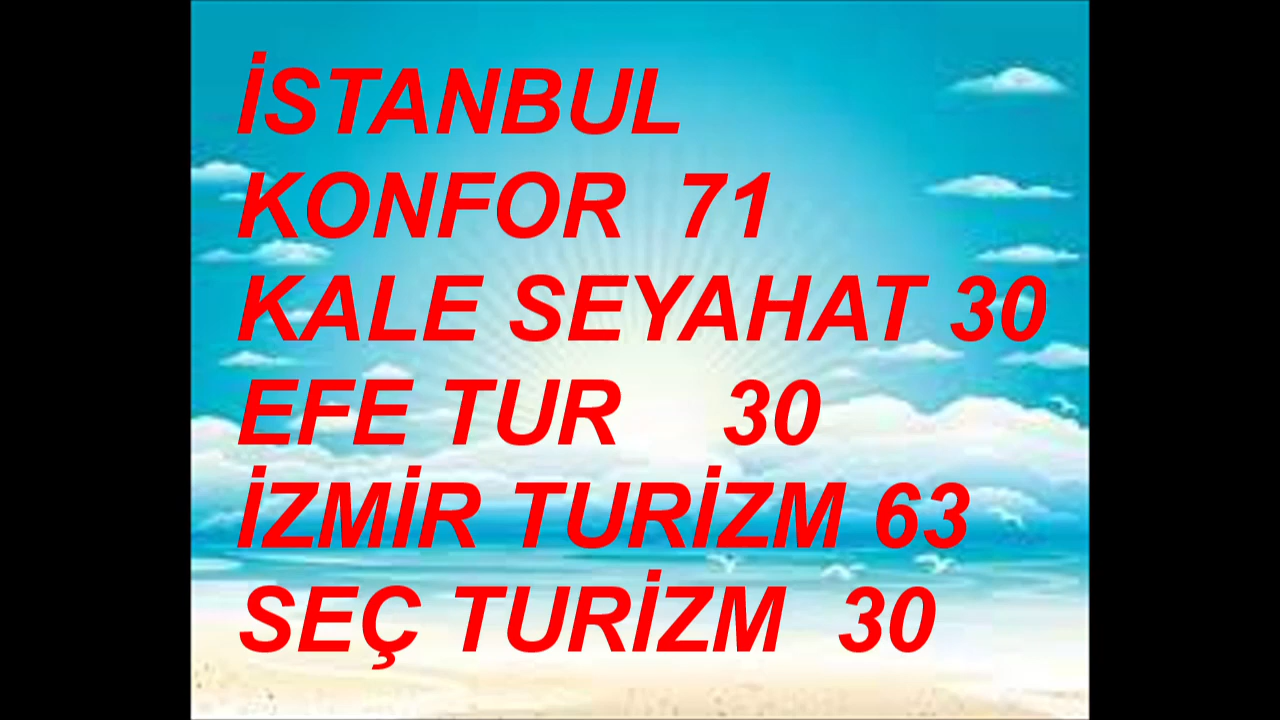 İSTANBUL
KONFOR 71
KALE SEYAHAT 30
EFE TUR 30
İZMİR TURİZM 63
SEÇ TURİZM 30